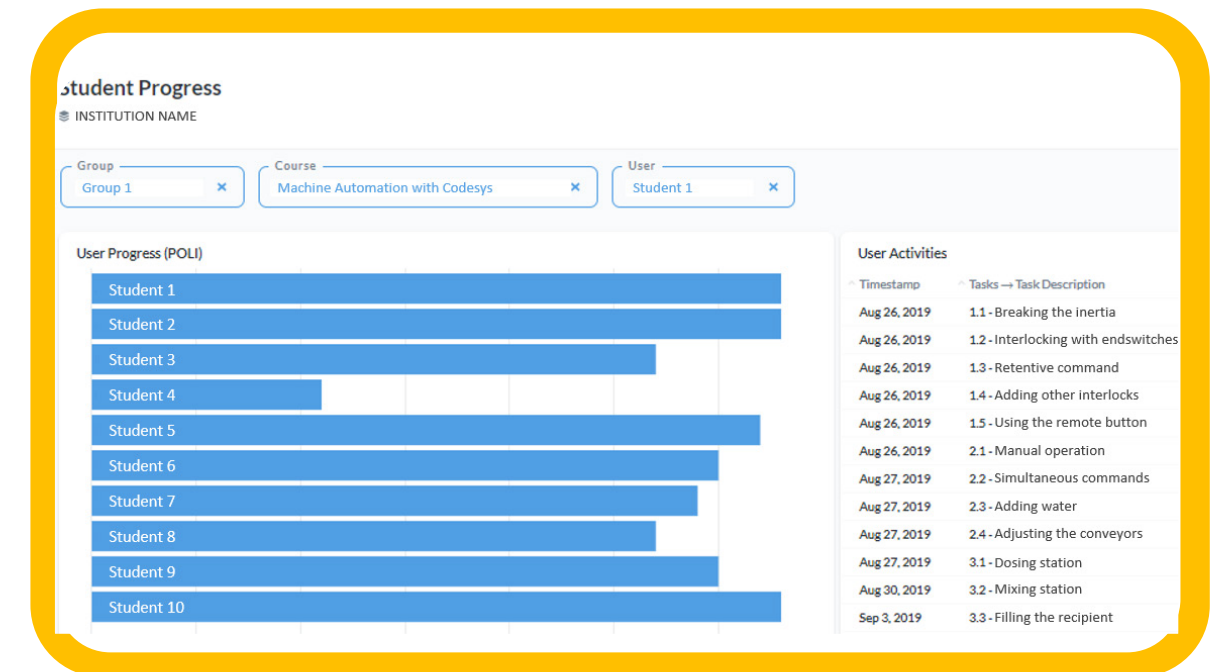 Student Progress
INSTITUTION NAME
Group
Group 1 ×
Course
Machine Automation with Codesys ×
User
Student 1 ×
User Progress (POLI)
Student 1
Student 2
Student 3
Student 4
Student 5
Student 6
Student 7
Student 8
Student 9
Student 10
User Activities
Timestamp Tasks → Task Description
Aug 26, 2019 1.1 - Breaking the inertia
Aug 26, 2019 1.2 - Interlocking with endswitches
Aug 26, 2019 1.3 - Retentive command
Aug 26, 2019 1.4 - Adding other interlocks
Aug 26, 2019 1.5 - Using the remote button
Aug 26, 2019 2.1 - Manual operation
Aug 27, 2019 2.2 - Simultaneous commands
Aug 27, 2019 2.3 - Adding water
Aug 27, 2019 2.4 - Adjusting the conveyors
Aug 27, 2019 3.1 - Dosing station
Aug 30, 2019 3.2 - Mixing station
Sep 3, 2019 3.3 - Filling the recipient